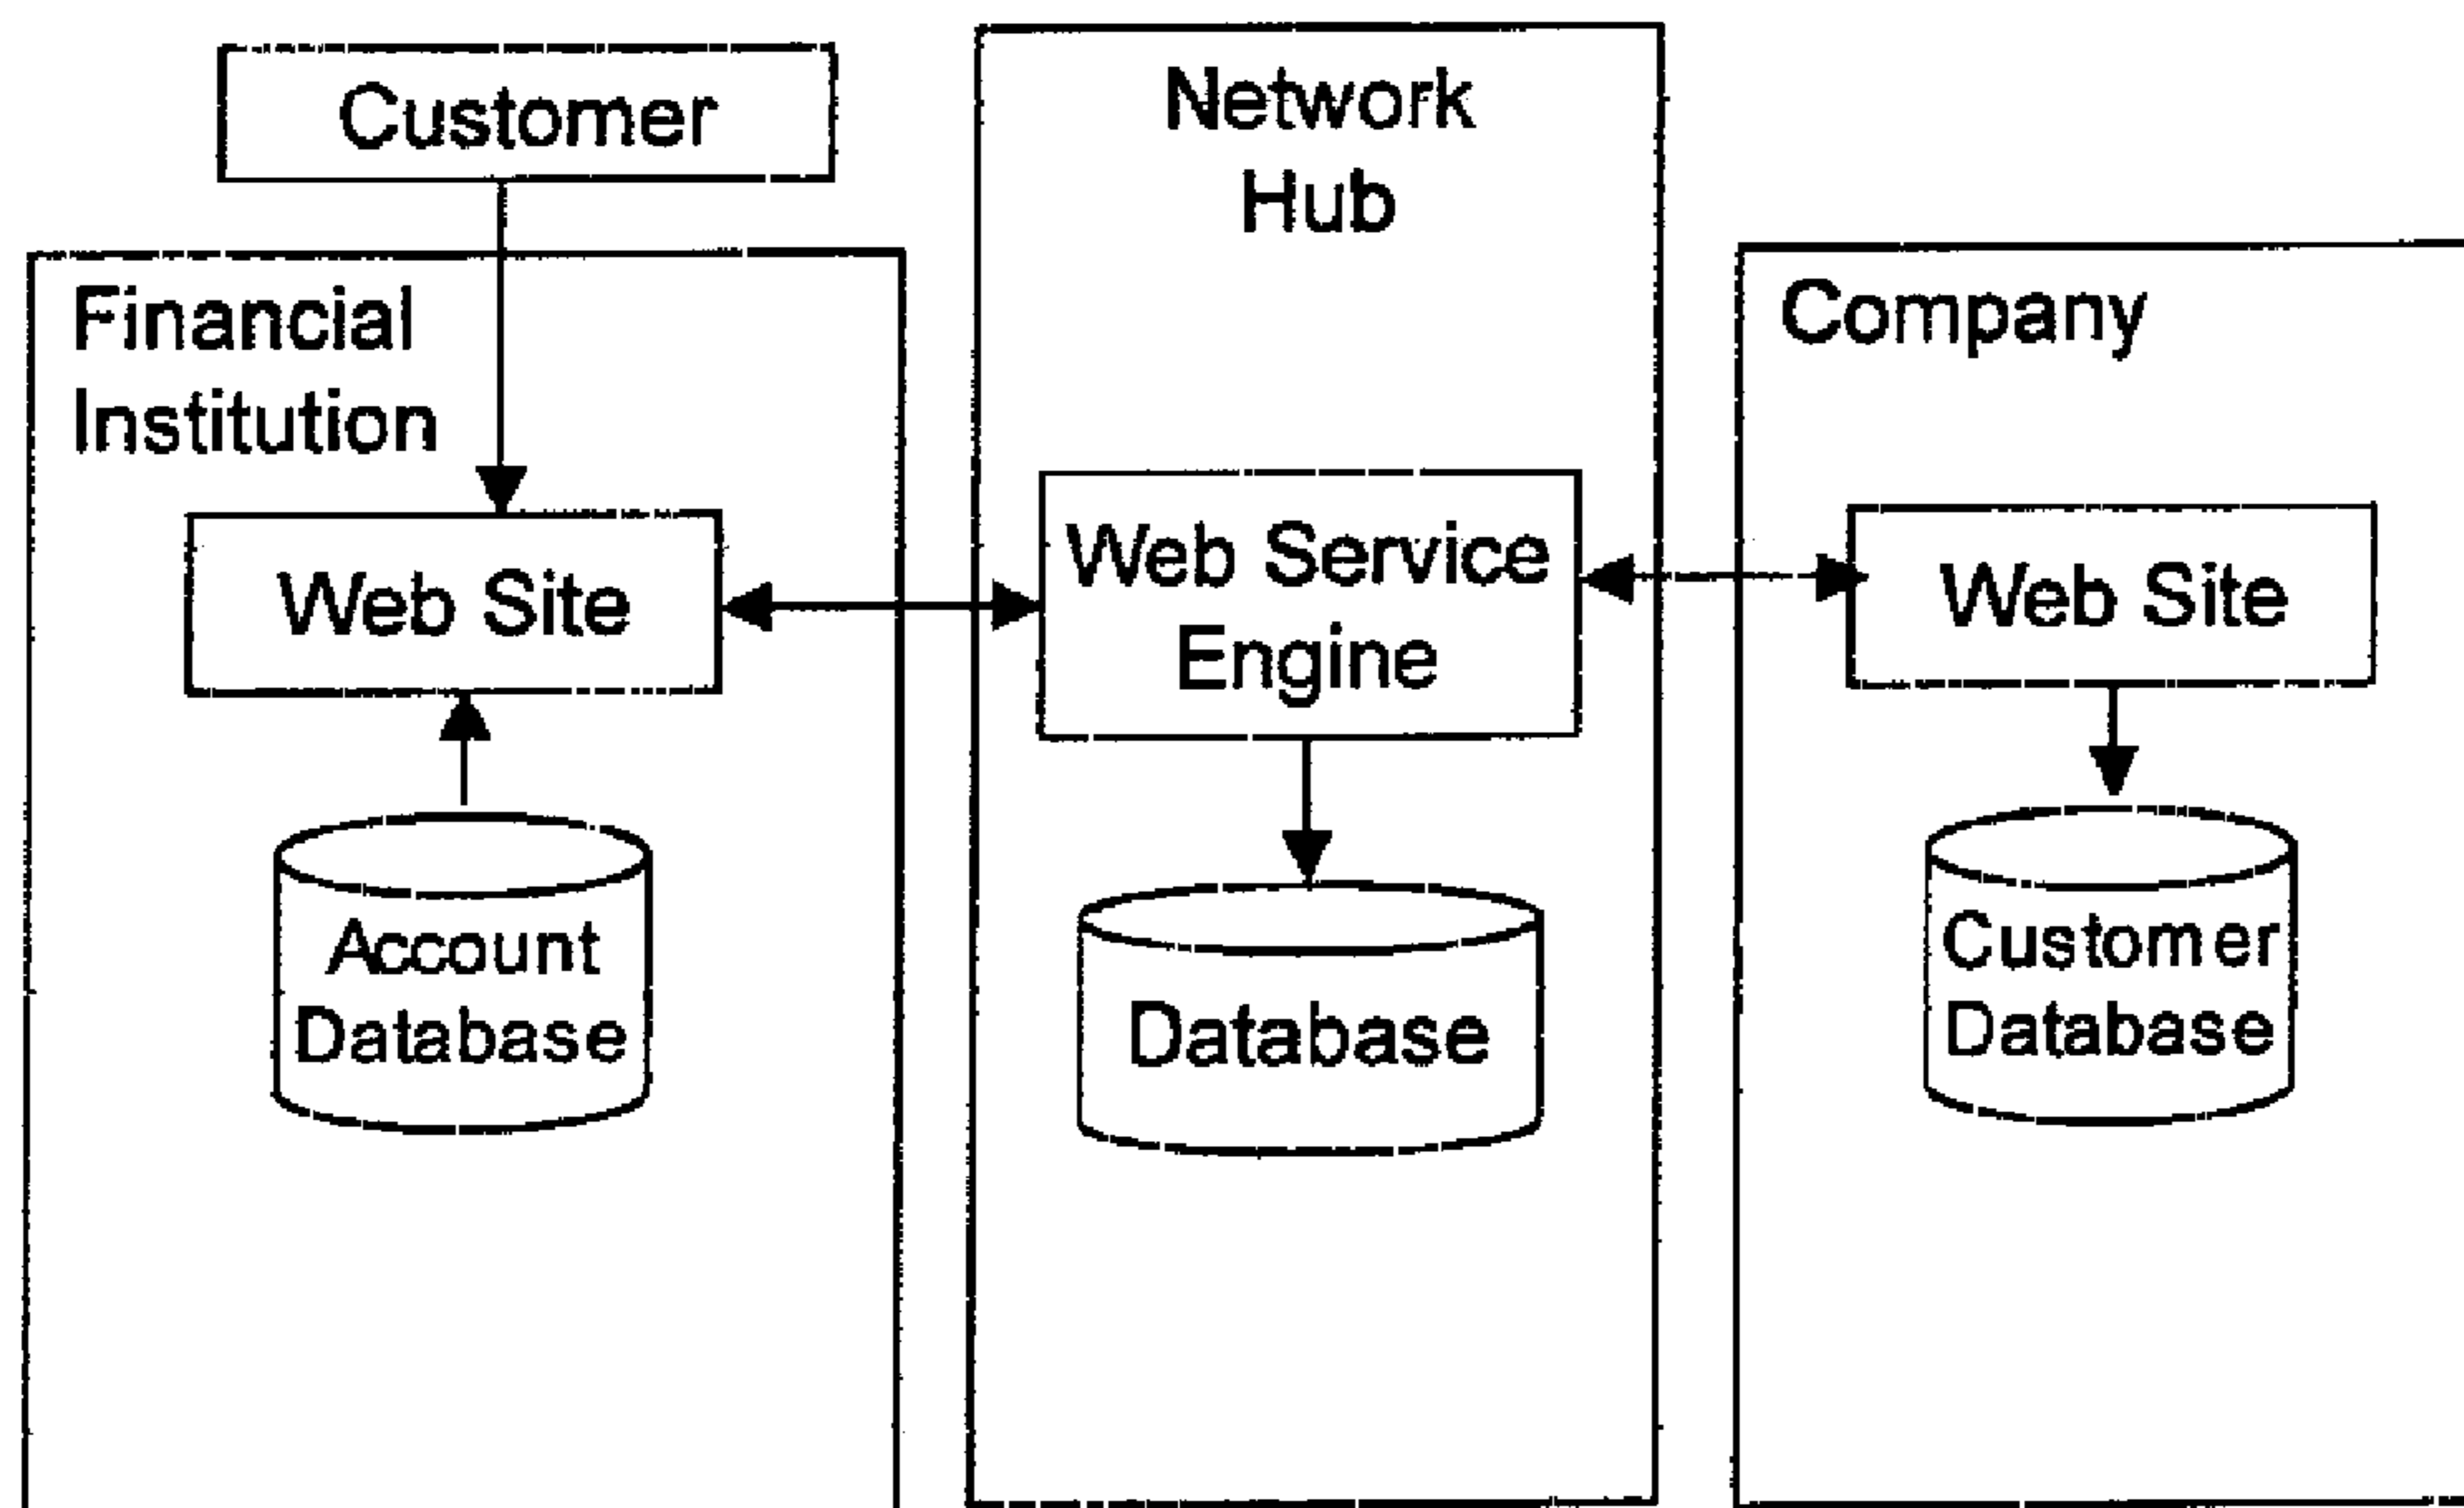 Customer
Network
Hub
Financial
Institution
Company
Web Site
Web Service
Engine
Web Site
Account
Database
Database
Customer
Database